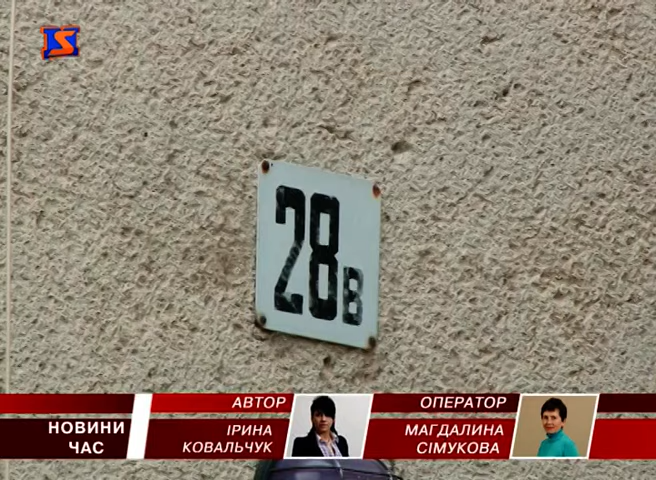 28В
АВТОР
ОПЕРАТОР
НОВИНИ
ЧАС
ІРИНА
КОВАЛЬЧУК
МАГДАЛИНА
СІМУКОВА